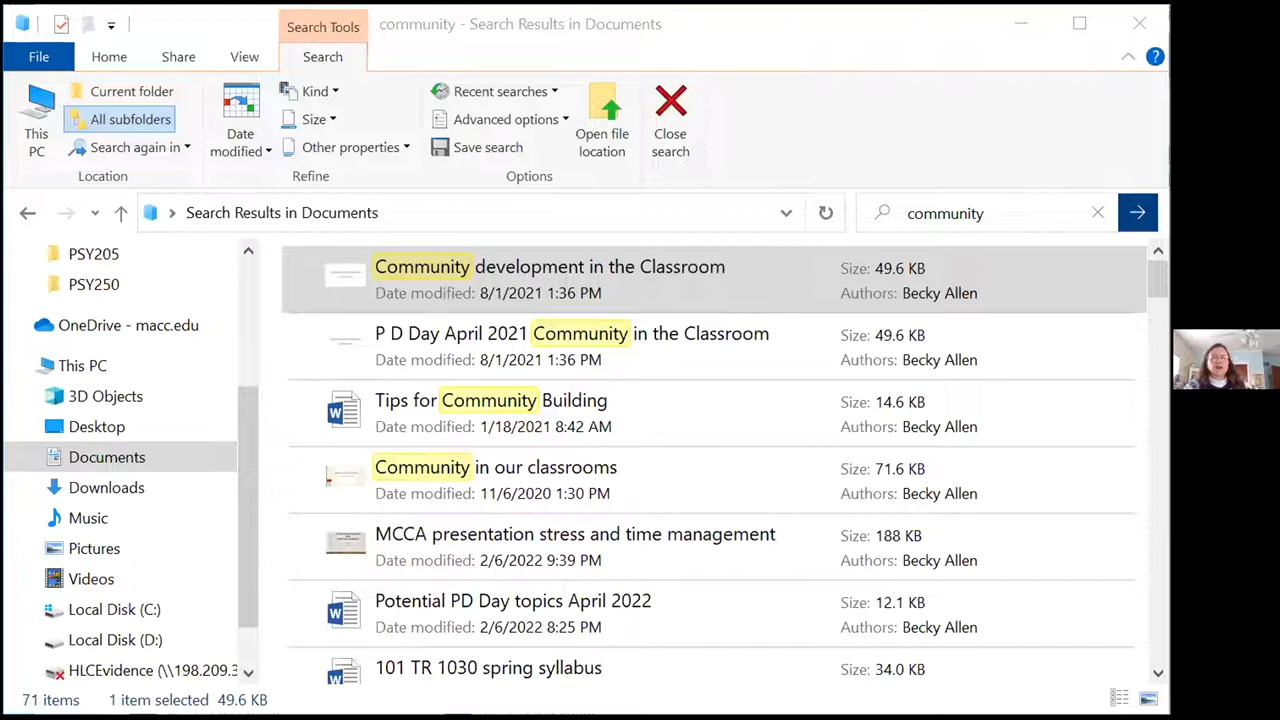 Search Tools
community - Search Results in Documents
File
Home
Share
View
Search
?
This PC
Current folder
All subfolders
Search again in
Location
Date modified
Kind
Size
Other properties
Refine
Recent searches
Advanced options
Save search
Open file location
Options
Close search
Search Results in Documents
community
PSY205
PSY250
OneDrive - macc.edu
This PC
3D Objects
Desktop
Documents
Downloads
Music
Pictures
Videos
Local Disk (C:)
Local Disk (D:)
HLCEvidence (\\198.209.3
Community development in the Classroom
Size: 49.6 KB
Date modified: 8/1/2021 1:36 PM
Authors: Becky Allen
P D Day April 2021 Community in the Classroom
Size: 49.6 KB
Date modified: 8/1/2021 1:36 PM
Authors: Becky Allen
Tips for Community Building
Size: 14.6 KB
Date modified: 1/18/2021 8:42 AM
Authors: Becky Allen
Community in our classrooms
Size: 71.6 KB
Date modified: 11/6/2020 1:30 PM
Authors: Becky Allen
MCCA presentation stress and time management
Size: 188 KB
Date modified: 2/6/2022 9:39 PM
Authors: Becky Allen
Potential PD Day topics April 2022
Size: 12.1 KB
Date modified: 2/6/2022 8:25 PM
Authors: Becky Allen
101 TR 1030 spring syllabus
Size: 34.0 KB
71 items 1 item selected 49.6 KB